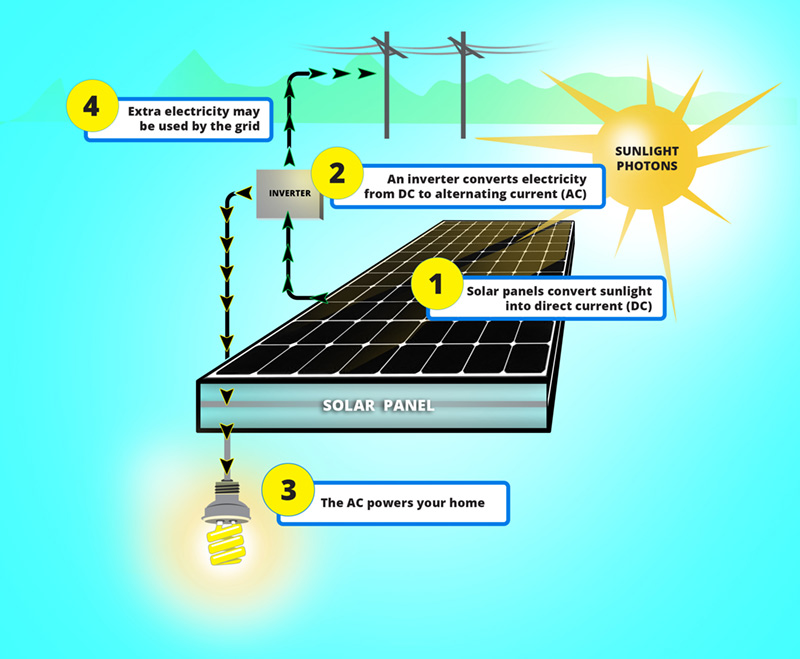 4
Extra electricity may
be used by the grid
SUNLIGHT
PHOTONS
INVERTER
2
An inverter converts electricity
from DC to alternating current (AC)
1
Solar panels convert sunlight
into direct current (DC)
SOLAR PANEL
3
The AC powers your home